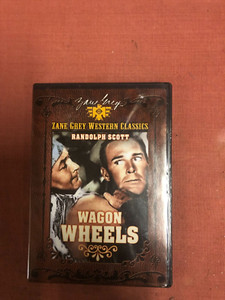 Zane Grey
ZANE GREY WESTERN CLASSICS
RANDOLPH SCOTT
WAGON
WHEELS